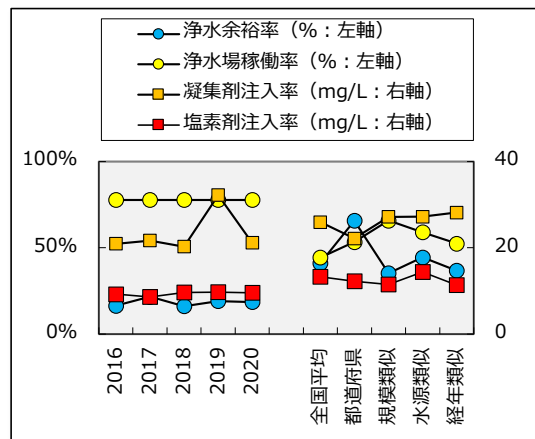 浄水余裕率（%：左軸）
浄水場稼働率（%：左軸）
凝集剤注入率（mg/L：右軸）
塩素剤注入率（mg/L：右軸）
100%
40
50%
20
0%
0
2016
2017
2018
2019
2020
全国平均
都道府県
規模類似
水源類似
経年類似